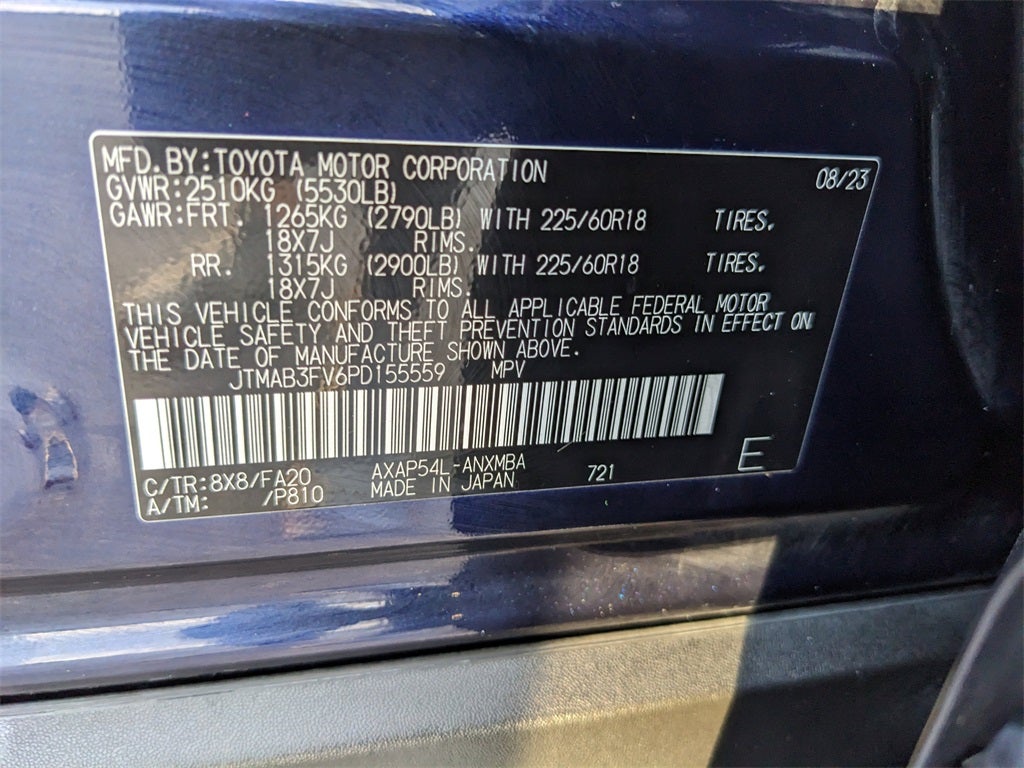 MFD.BY:TOYOTA MOTOR CORPORATION 08/23
GVWR:2510KG (5530LB)
GAWR:FRT. 1265KG (2790LB) WITH 225/60R18 TIRES.
18X7J RIMS.
RR. 1315KG (2900LB) WITH 225/60R18 TIRES.
18X7J RIMS.
THIS VEHICLE CONFORMS TO ALL APPLICABLE FEDERAL MOTOR
VEHICLE SAFETY AND THEFT PREVENTION STANDARDS IN EFFECT ON
THE DATE OF MANUFACTURE SHOWN ABOVE.
JTMAB3FV6PD155559 MPV
C/TR:8X8/FA20 AXAP54L-ANXMBA 721 E
A/TM: /P810 MADE IN JAPAN